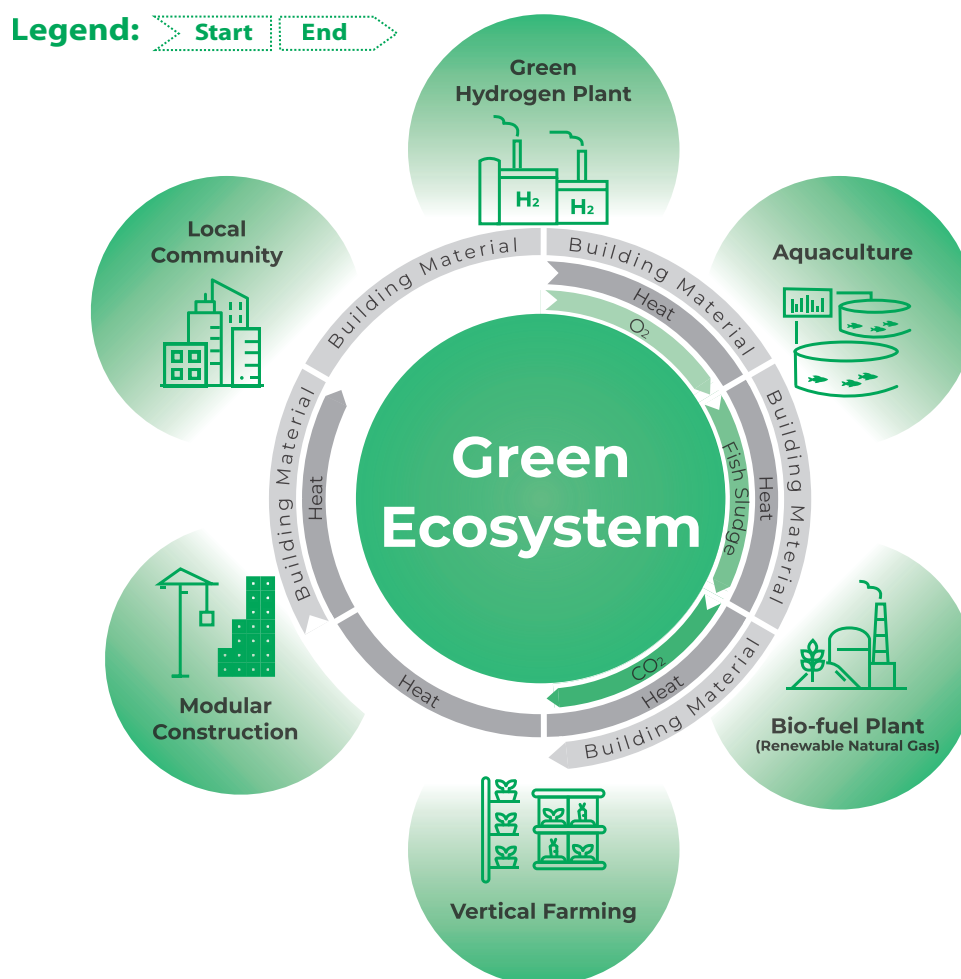 Legend: Start End
Green
Hydrogen Plant
H₂
H₂
Local
Community
Aquaculture
Building Material
Building Material
Heat
O₂
Building Material
Heat
Fish Sludge
Building Material
Heat
Green
Ecosystem
CO₂
Heat
Building Material
Heat
Modular
Construction
Bio-fuel Plant
(Renewable Natural Gas)
Vertical Farming